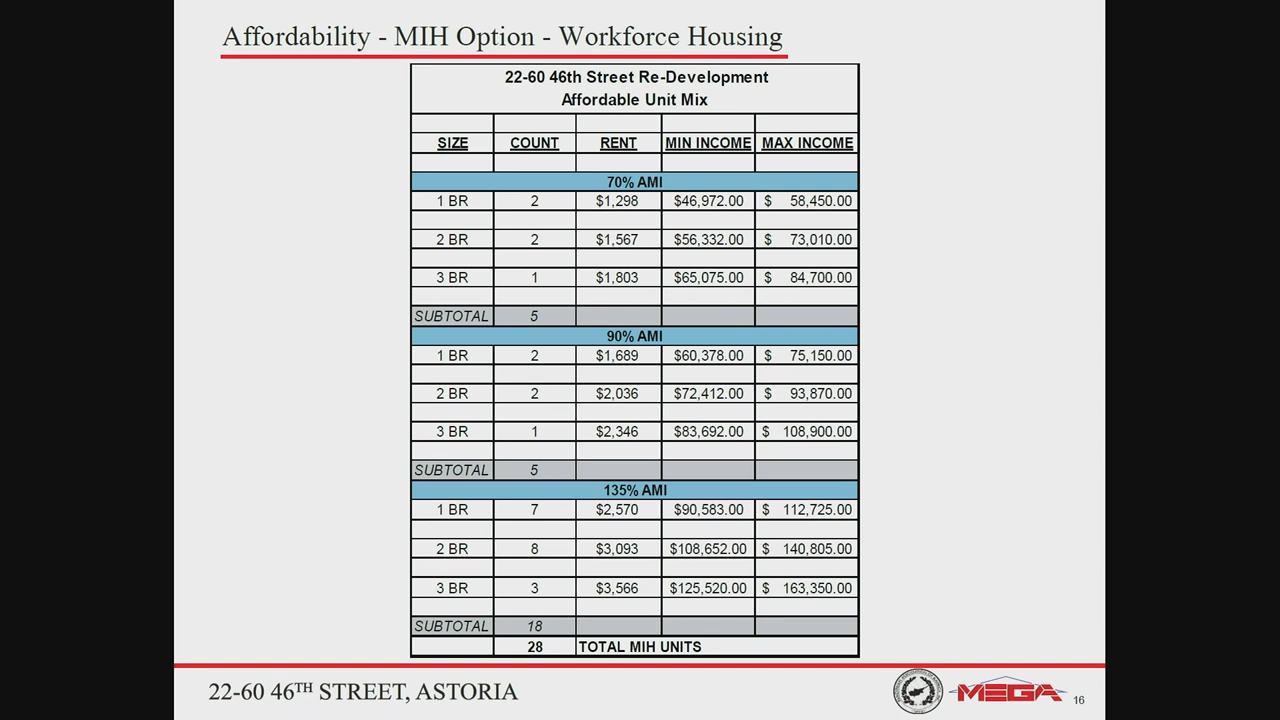 Affordability - MIH Option - Workforce Housing
22-60 46th Street Re-Development
Affordable Unit Mix
SIZE COUNT RENT MIN INCOME MAX INCOME
70% AMI
1 BR 2 $1,298 $46,972.00 $ 58,450.00
2 BR 2 $1,567 $56,332.00 $ 73,010.00
3 BR 1 $1,803 $65,075.00 $ 84,700.00
SUBTOTAL 5
90% AMI
1 BR 2 $1,689 $60,378.00 $ 75,150.00
2 BR 2 $2,036 $72,412.00 $ 93,870.00
3 BR 1 $2,346 $83,692.00 $ 108,900.00
SUBTOTAL 5
135% AMI
1 BR 7 $2,570 $90,583.00 $ 112,725.00
2 BR 8 $3,093 $108,652.00 $ 140,805.00
3 BR 3 $3,566 $125,520.00 $ 163,350.00
SUBTOTAL 18
28 TOTAL MIH UNITS
22-60 46TH STREET, ASTORIA
MEGA
16